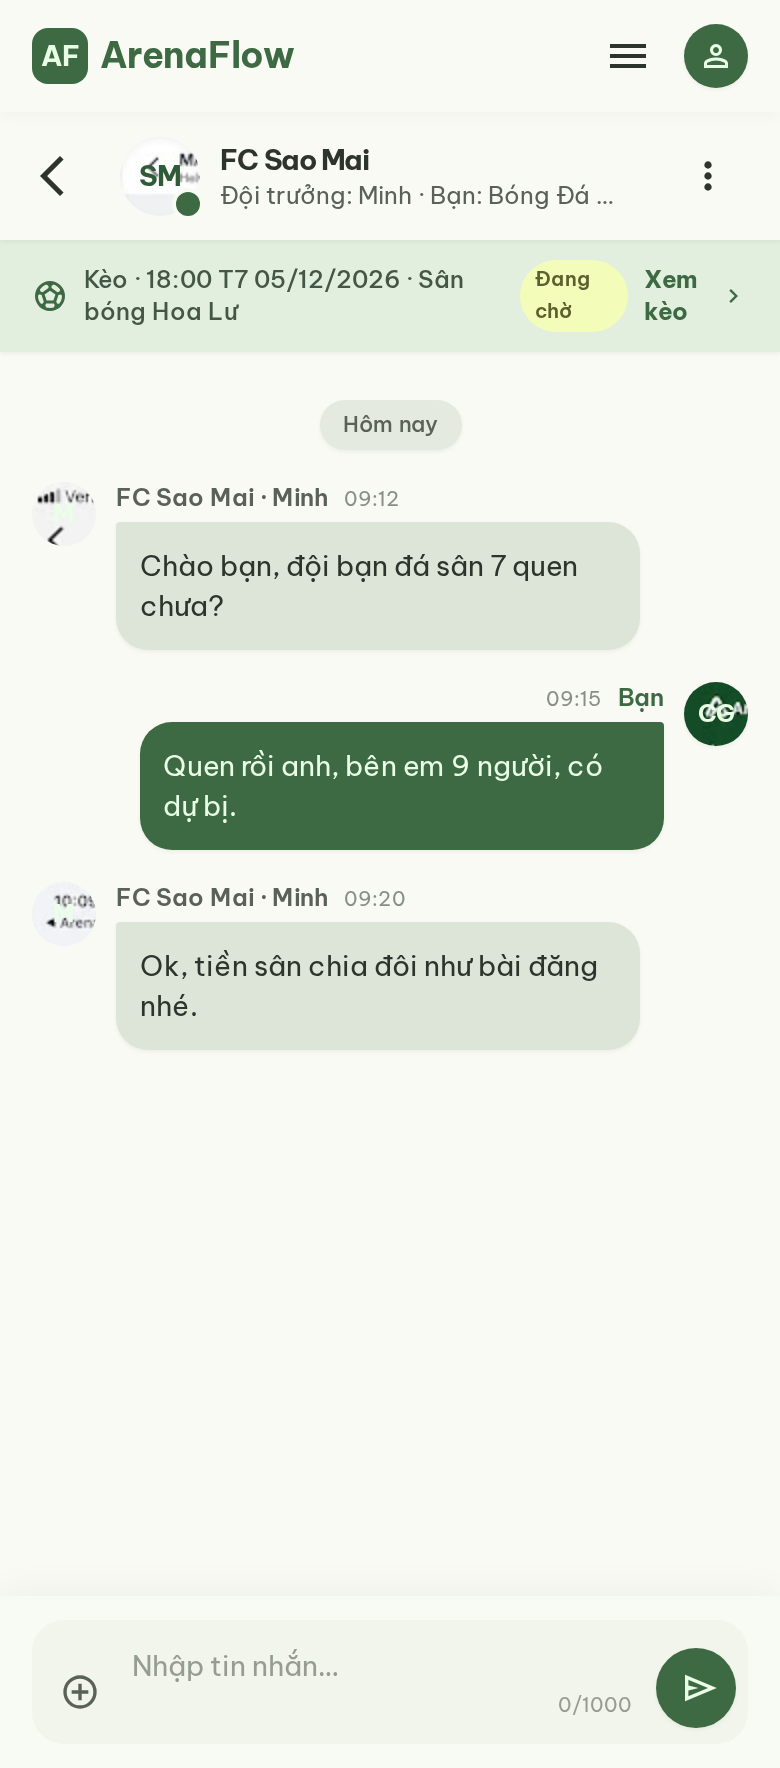 AF ArenaFlow
SM
FC Sao Mai
Đội trưởng: Minh · Bạn: Bóng Đá ...
Kèo · 18:00 T7 05/12/2026 · Sân
bóng Hoa Lư
Đang
chờ
Xem
kèo
Hôm nay
FC Sao Mai · Minh 09:12
Chào bạn, đội bạn đá sân 7 quen
chưa?
09:15 Bạn
Quen rồi anh, bên em 9 người, có
dự bị.
FC Sao Mai · Minh 09:20
Ok, tiền sân chia đôi như bài đăng
nhé.
Nhập tin nhắn...
0/1000